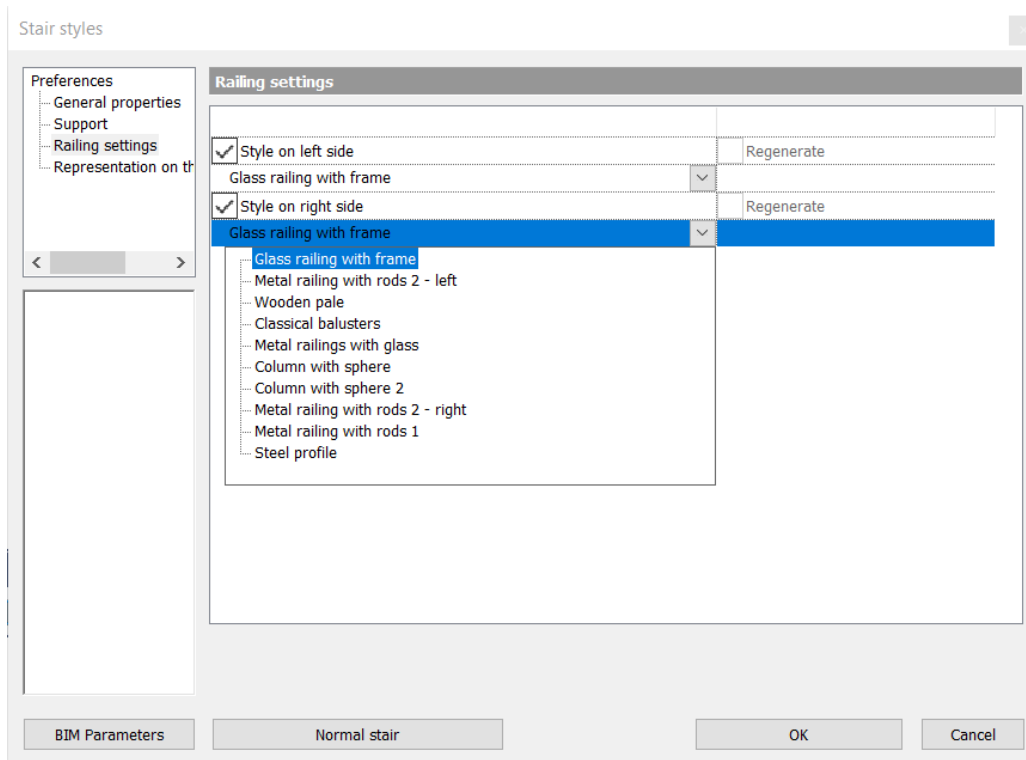 Stair styles
Preferences
General properties
Support
Railing settings
Representation on th
Railing settings
Style on left side
Regenerate
Glass railing with frame
Style on right side
Regenerate
Glass railing with frame
Glass railing with frame
Metal railing with rods 2 - left
Wooden pale
Classical balusters
Metal railings with glass
Column with sphere
Column with sphere 2
Metal railing with rods 2 - right
Metal railing with rods 1
Steel profile
BIM Parameters
Normal stair
OK
Cancel